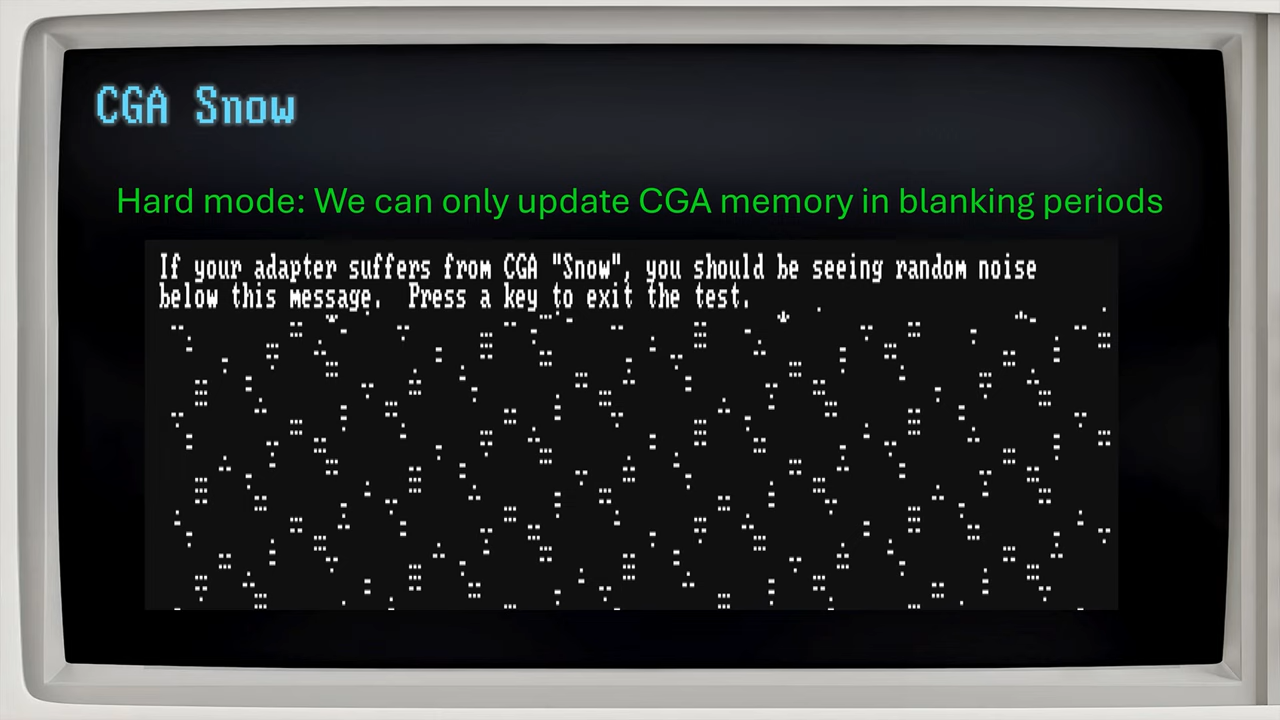 CGA Snow
Hard mode: We can only update CGA memory in blanking periods
If your adapter suffers from CGA "Snow", you should be seeing random noise
below this message.  Press a key to exit the test.